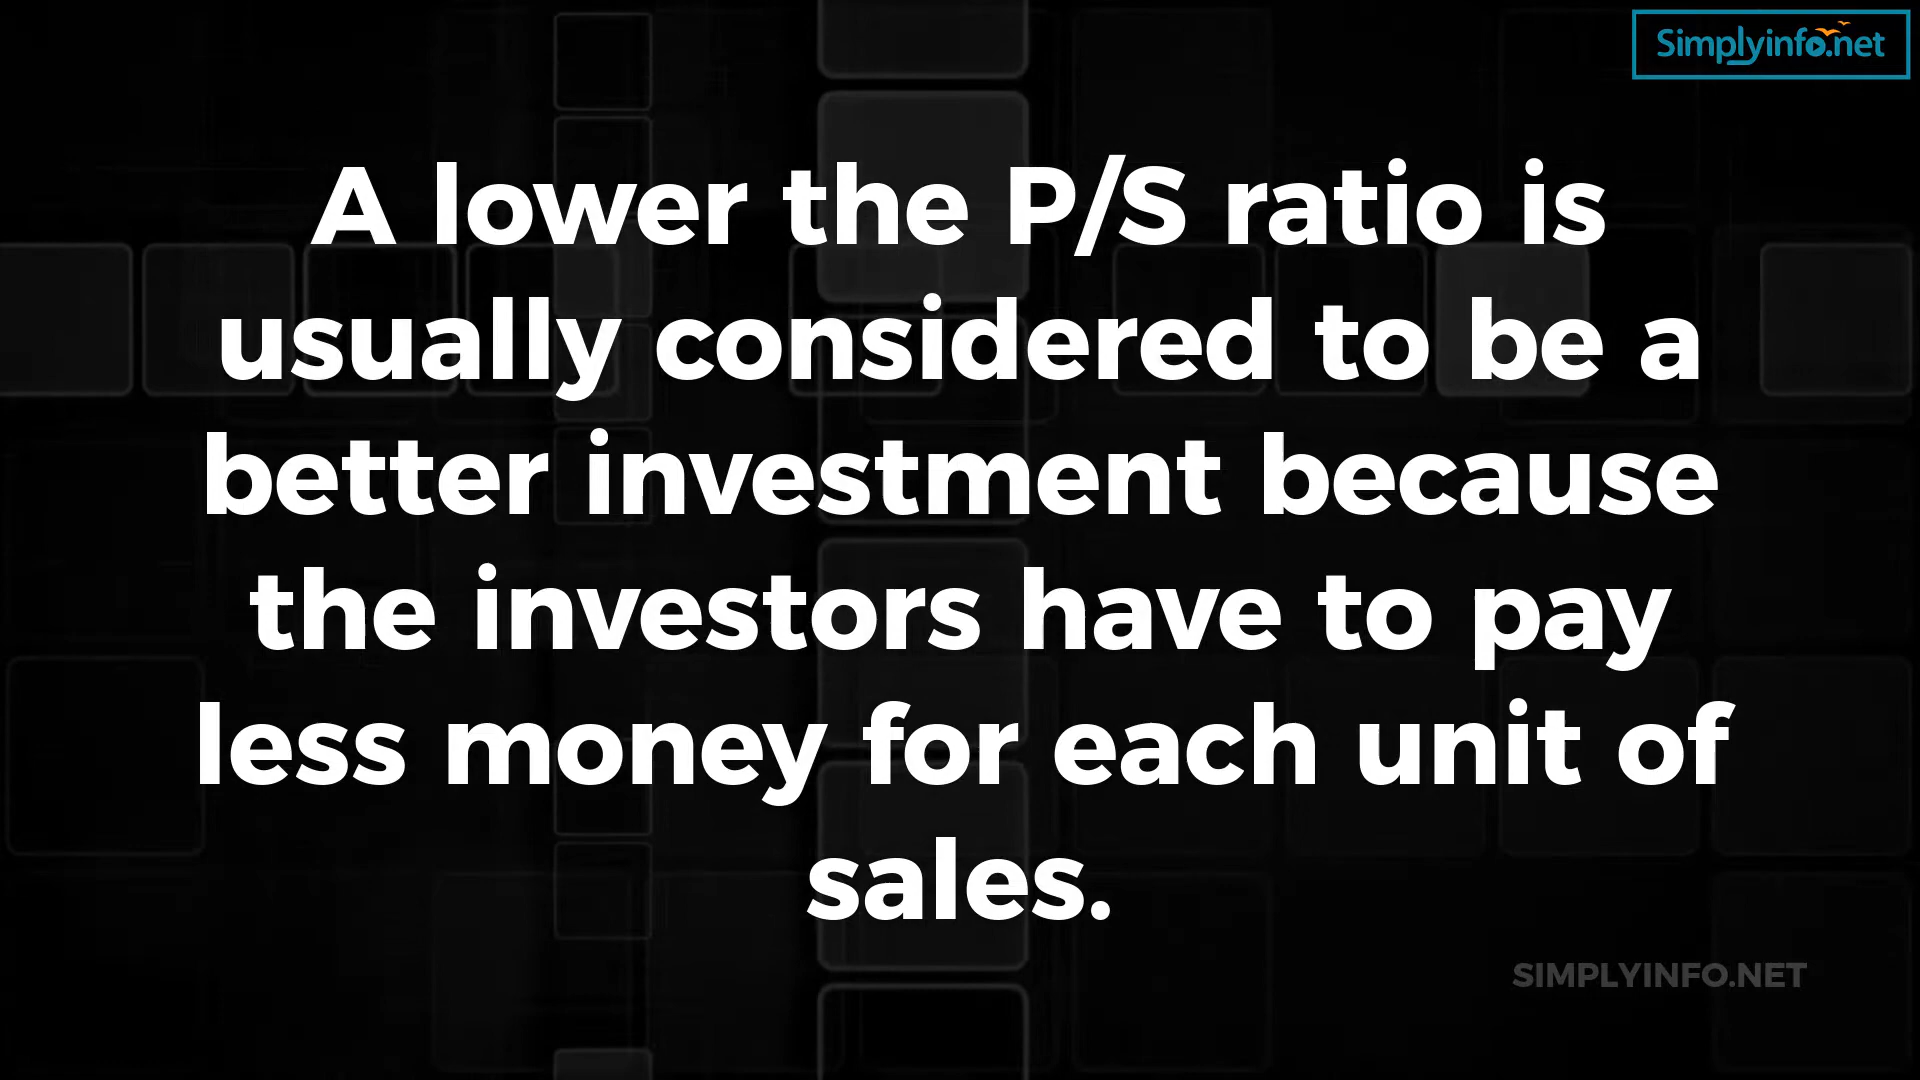 Simplyinfo.net
A lower the P/S ratio is
usually considered to be a
better investment because
the investors have to pay
less money for each unit of
sales.
SIMPLYINFO.NET